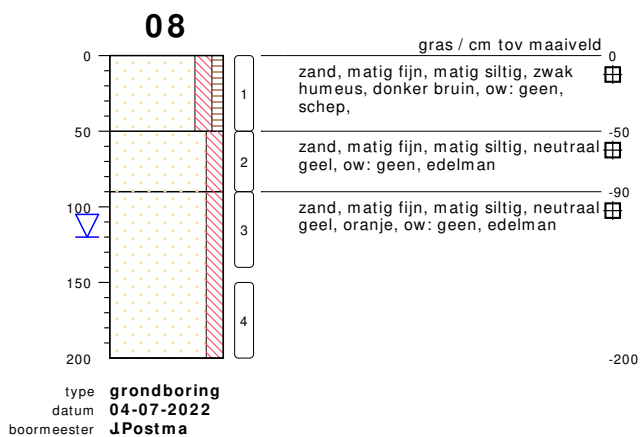 08
gras / cm tov maaiveld
0
0
zand, matig fijn, matig siltig, zwak
humeus, donker bruin, ow: geen,
schep,
1
50
-50
zand, matig fijn, matig siltig, neutraal
geel, ow: geen, edelman
2
-90
100
zand, matig fijn, matig siltig, neutraal
geel, oranje, ow: geen, edelman
3
150
4
200
-200
type grondboring
datum 04-07-2022
boormeester J.Postma